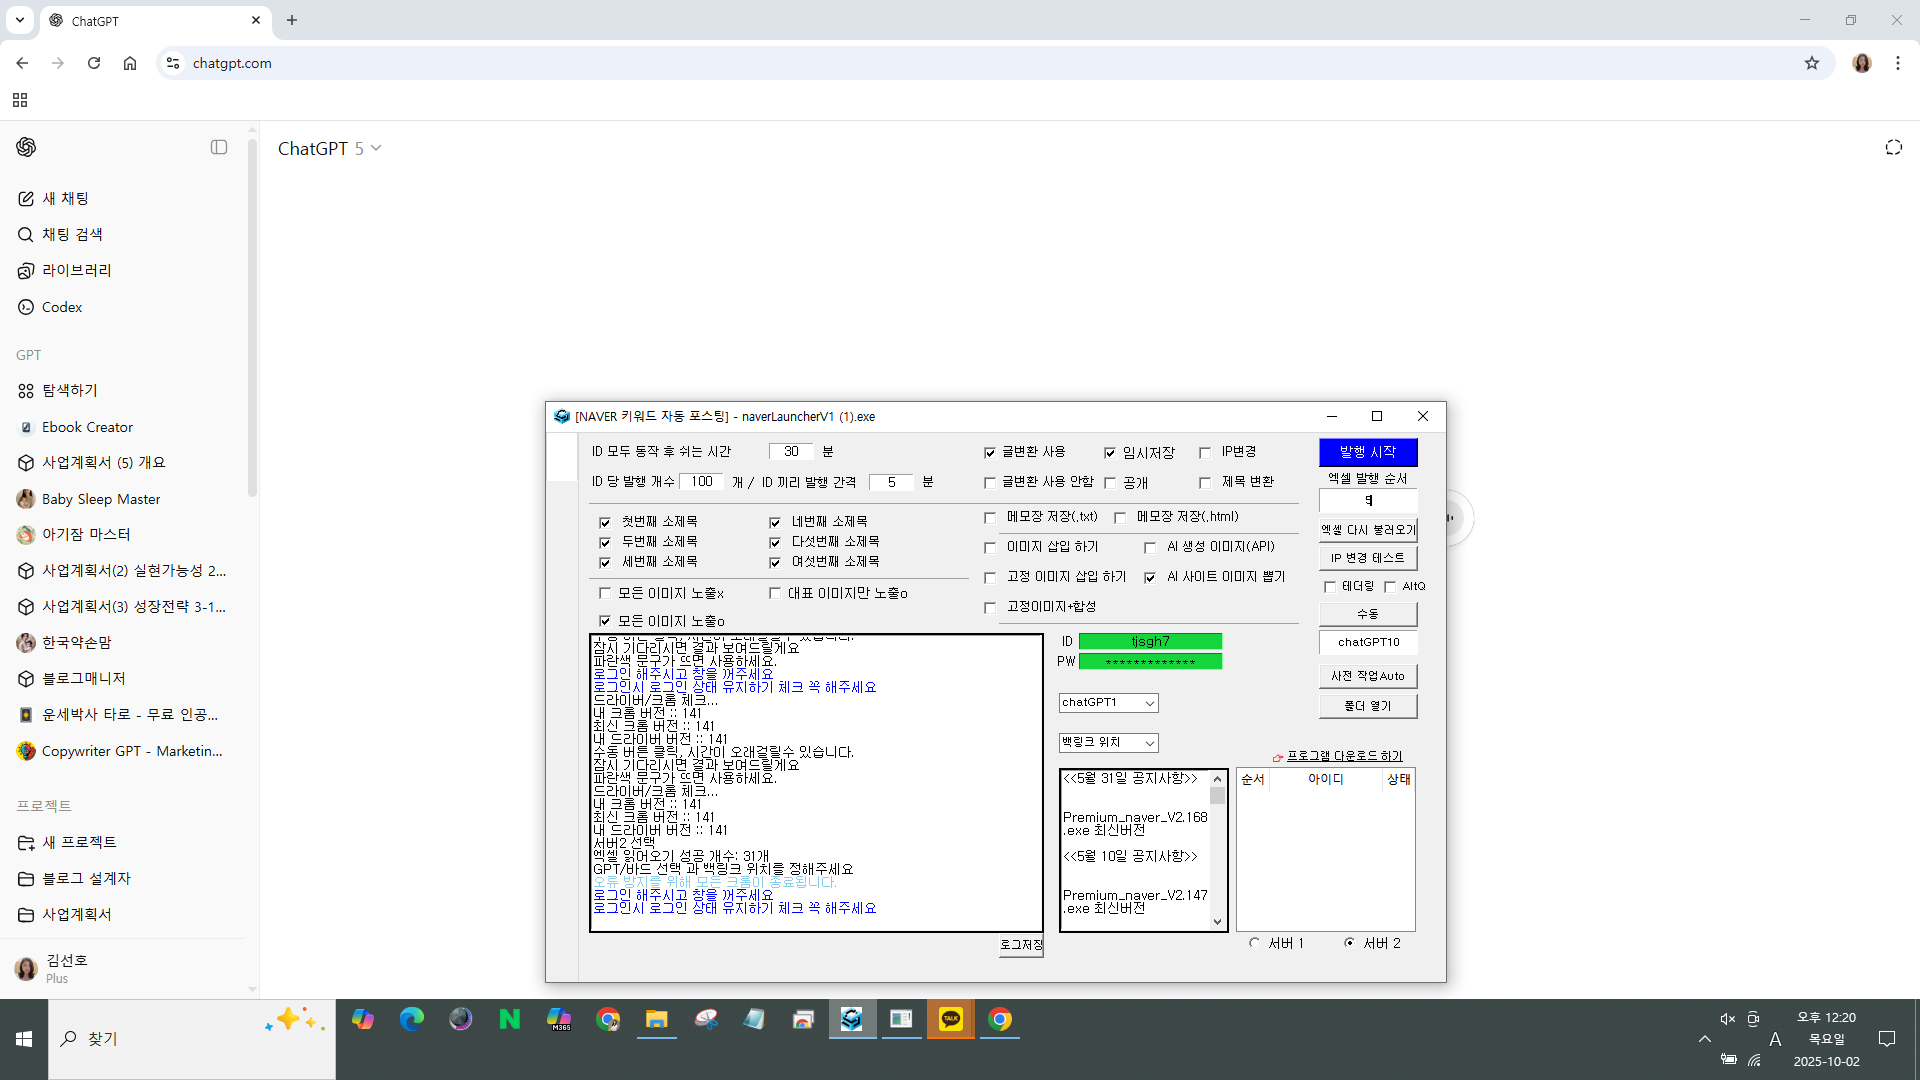 ChatGPT
chatgpt.com
ChatGPT 5
새 채팅
채팅 검색
라이브러리
Codex
GPT
탐색하기
Ebook Creator
사업계획서 (5) 개요
Baby Sleep Master
아기잠 마스터
사업계획서(2) 실현가능성 2...
사업계획서(3) 성장전략 3-1...
한국약손맘
블로그매니저
운세박사 타로 - 무료 인공...
Copywriter GPT - Marketin...
프로젝트
새 프로젝트
블로그 설계자
사업계획서
김선호
Plus
[NAVER 키워드 자동 포스팅] - naverLauncherV1 (1).exe
ID 모두 동작 후 쉬는 시간 30 분
ID 당 발행 개수 100 개 / ID 끼리 발행 간격 5 분
글변환 사용 임시저장 IP변경
글변환 사용 안함 공개 제목 변환
첫번째 소제목 네번째 소제목
두번째 소제목 다섯번째 소제목
세번째 소제목 여섯번째 소제목
모든 이미지 노출x 대표 이미지만 노출o
모든 이미지 노출o
메모장 저장(.txt) 메모장 저장(.html)
이미지 삽입 하기 AI 생성 이미지(API)
고정 이미지 삽입 하기 AI 사이트 이미지 뽑기
고정이미지+합성
발행 시작
엑셀 발행 순서
5
엑셀 다시 불러오기
IP 변경 테스트
테더링 AltQ
수동
chatGPT10
사전 작업Auto
폴더 열기
잠시 기다리시면 결과 보여드릴게요
파란색 문구가 뜨면 사용하세요.
로그인 해주시고 창을 꺼주세요
로그인시 로그인 상태 유지하기 체크 꼭 해주세요
드라이버/크롬 체크...
내 크롬 버전 :: 141
최신 크롬 버전 :: 141
내 드라이버 버전 :: 141
수동 버튼 클릭, 시간이 오래걸릴수 있습니다.
잠시 기다리시면 결과 보여드릴게요
파란색 문구가 뜨면 사용하세요.
드라이버/크롬 체크...
내 크롬 버전 :: 141
최신 크롬 버전 :: 141
내 드라이버 버전 :: 141
서버2 선택
엑셀 읽어오기 성공 개수: 31개
GPT/바드 선택 과 백링크 위치를 정해주세요
오류 방지를 위해 모든 크롬이 종료됩니다.
로그인 해주시고 창을 꺼주세요
로그인시 로그인 상태 유지하기 체크 꼭 해주세요
로그저장
ID tjsgh7
PW *************
chatGPT1
백링크 위치
<<5월 31일 공지사항>>
Premium_naver_V2.168
.exe 최신버전
<<5월 10일 공지사항>>
Premium_naver_V2.147
.exe 최신버전
프로그램 다운로드 하기
순서 아이디 상태
서버 1 서버 2
찾기
M365
TALK
A
오후 12:20
목요일
2025-10-02